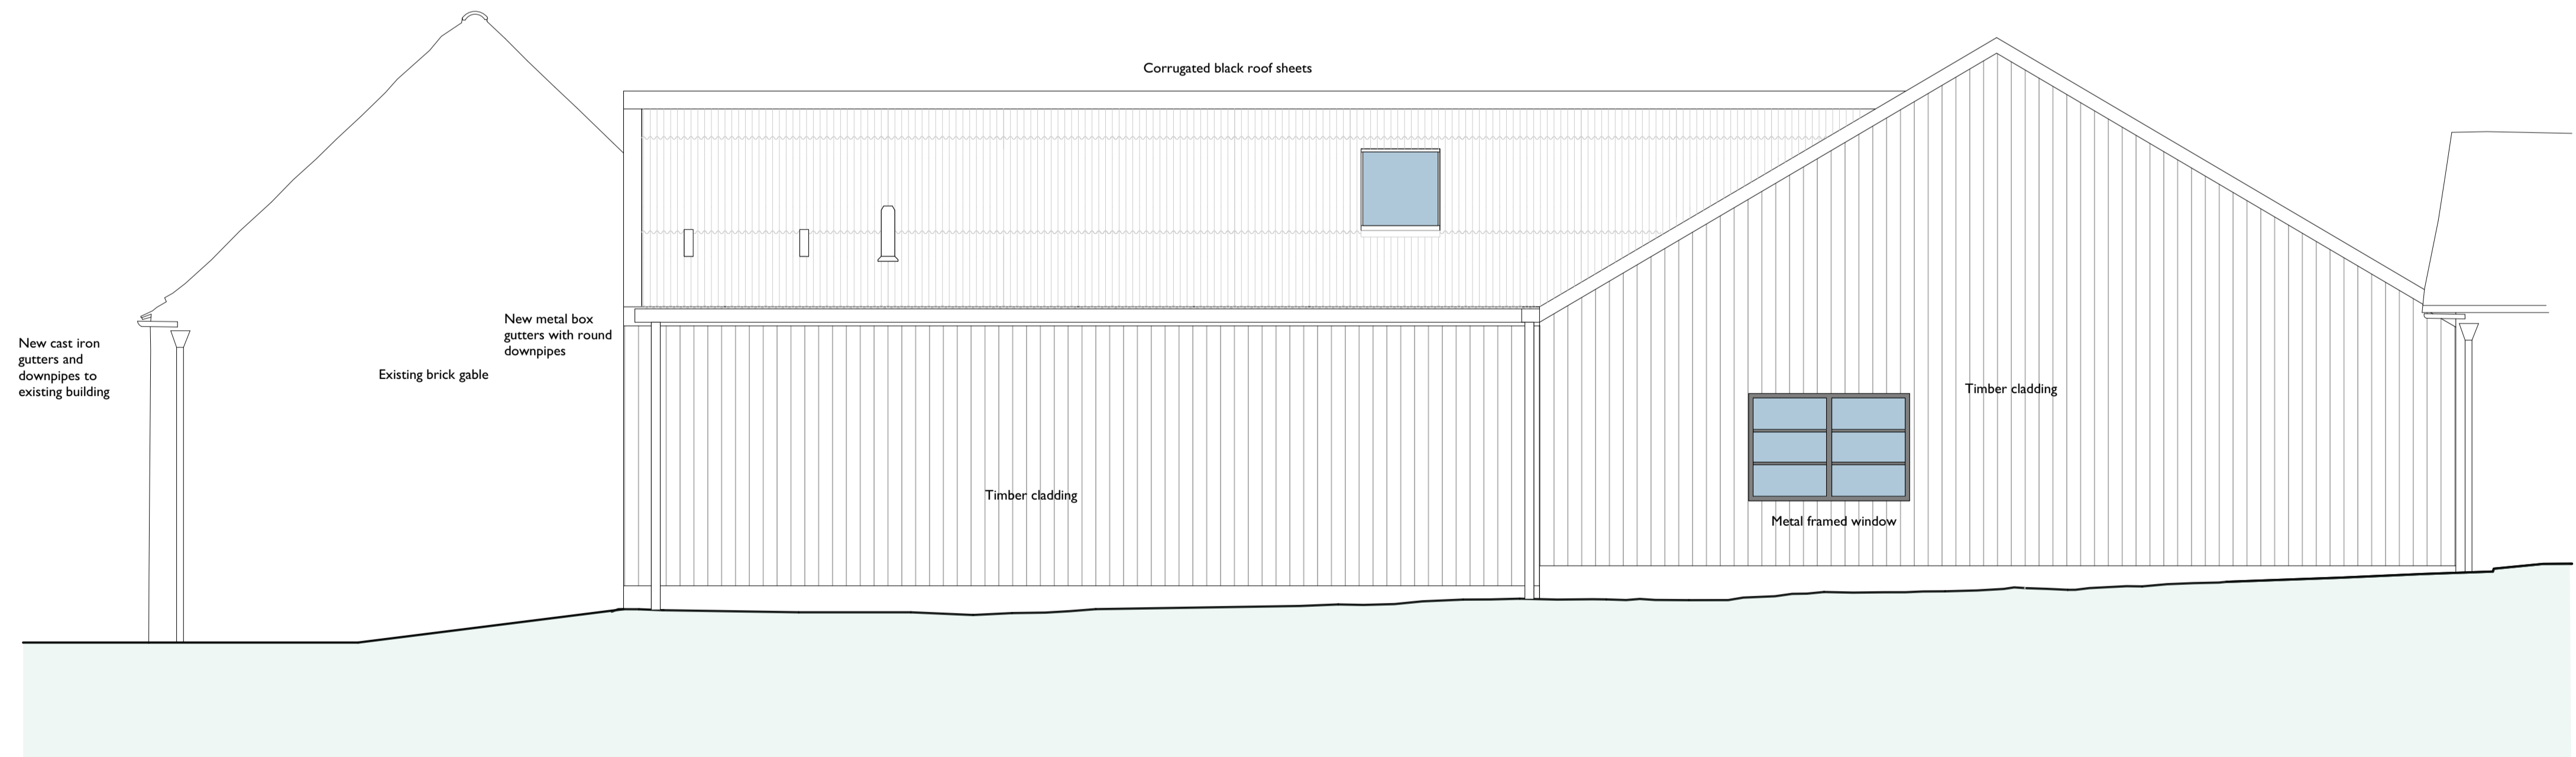 Corrugated black roof sheets
New cast iron
gutters and
downpipes to
existing building
Existing brick gable
New metal box
gutters with round
downpipes
Timber cladding
Timber cladding
Metal framed window